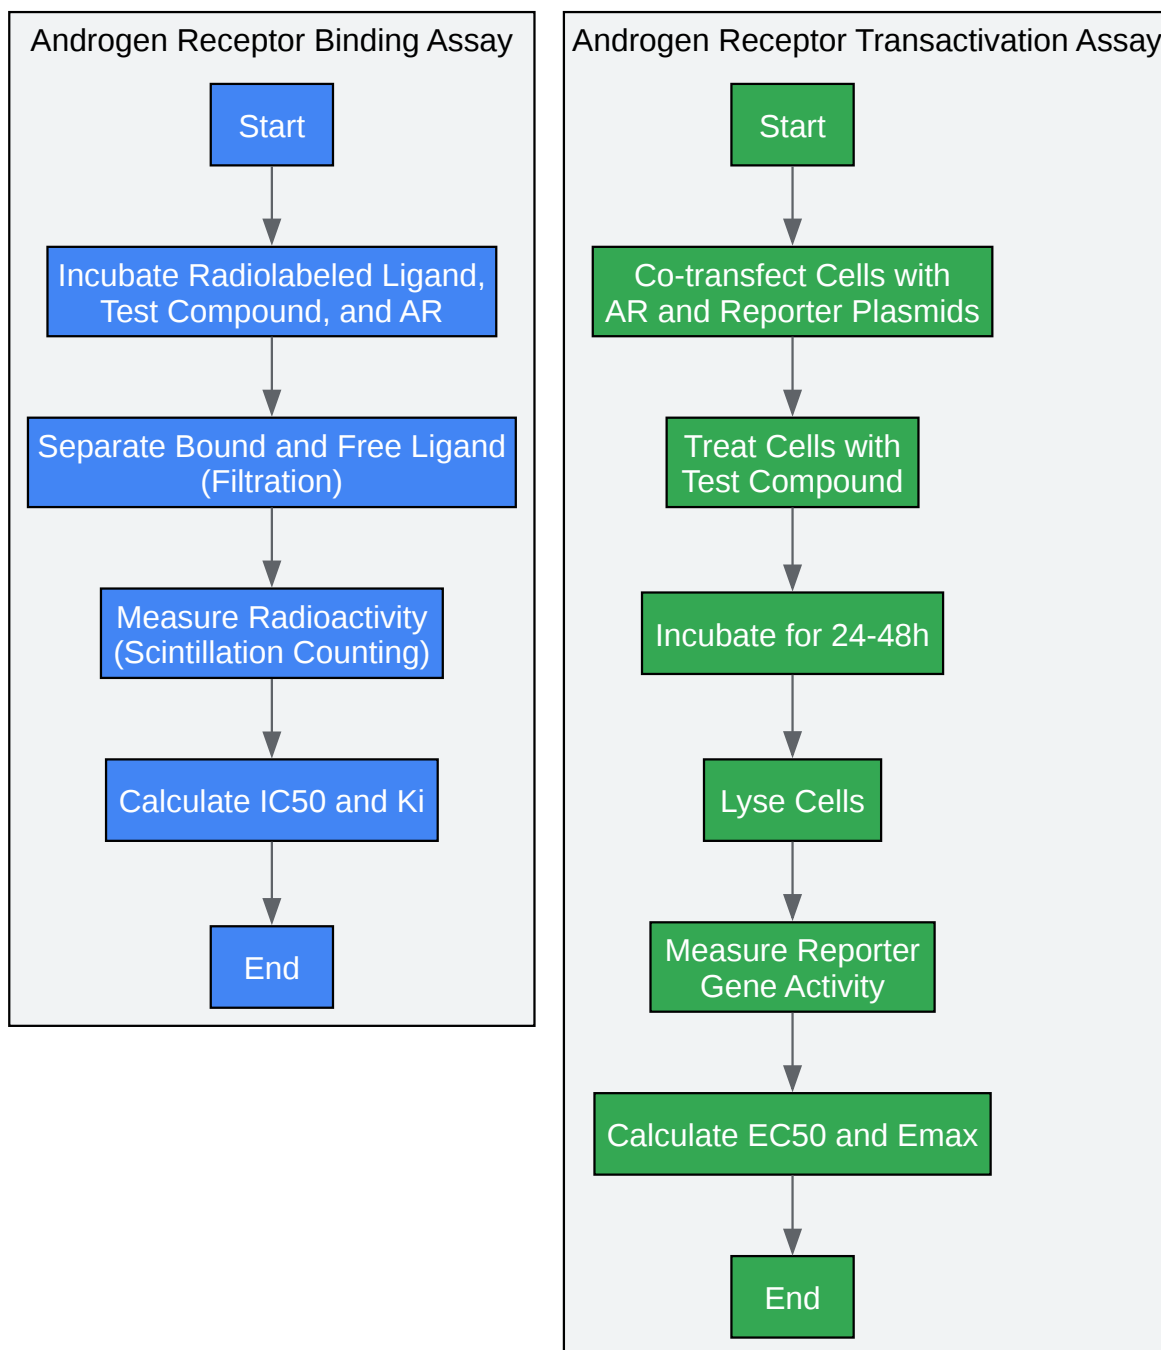 Androgen Receptor Binding Assay
Start
Incubate Radiolabeled Ligand,
Test Compound, and AR
Separate Bound and Free Ligand
(Filtration)
Measure Radioactivity
(Scintillation Counting)
Calculate IC50 and Ki
End
Androgen Receptor Transactivation Assay
Start
Co-transfect Cells with
AR and Reporter Plasmids
Treat Cells with
Test Compound
Incubate for 24-48h
Lyse Cells
Measure Reporter
Gene Activity
Calculate EC50 and Emax
End